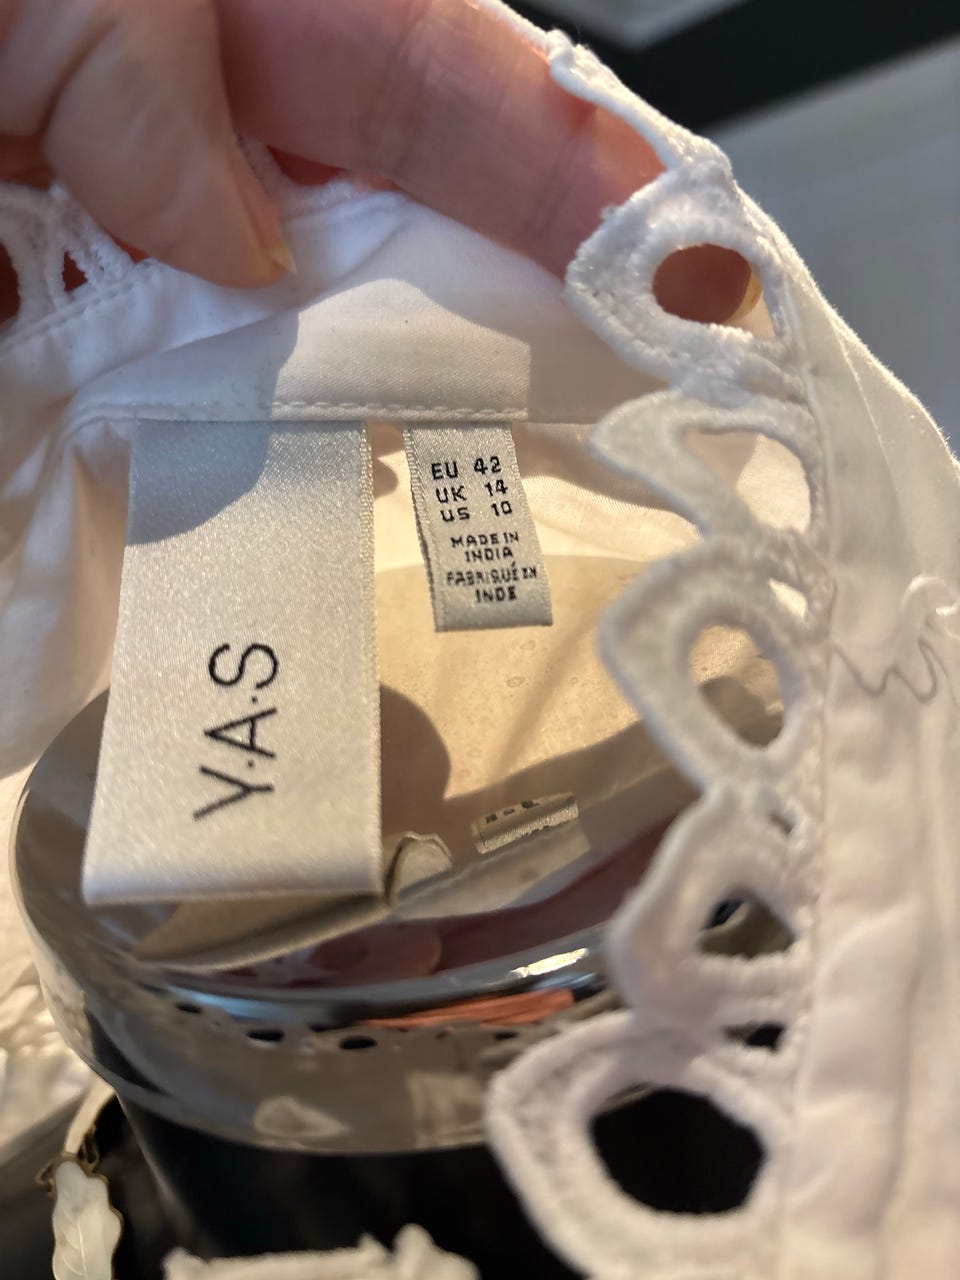 Y.A.S
EU 42
UK 14
US 10
MADE IN
INDIA
FABRIQUÉ EN
INDE